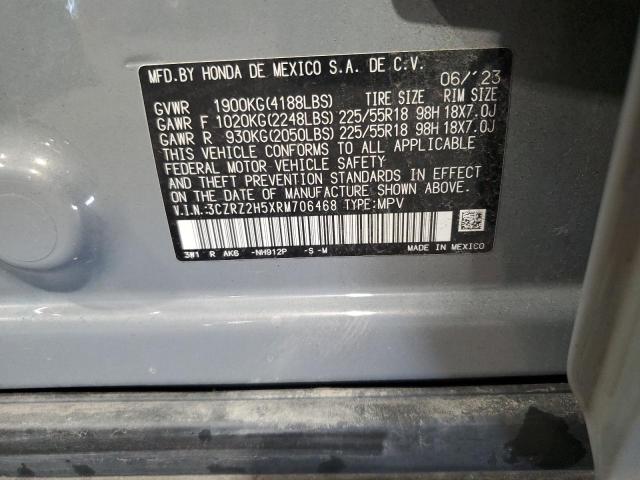 MFD. BY HONDA DE MEXICO S.A. DE C.V. 06/'23
GVWR 1900KG(4188LBS) TIRE SIZE RIM SIZE
GAWR F 1020KG(2248LBS) 225/55R18 98H 18X7.0J
GAWR R 930KG(2050LBS) 225/55R18 98H 18X7.0J
THIS VEHICLE CONFORMS TO ALL APPLICABLE
FEDERAL MOTOR VEHICLE SAFETY
AND THEFT PREVENTION STANDARDS IN EFFECT
ON THE DATE OF MANUFACTURE SHOWN ABOVE.
V.I.N.:3CZRZ2H5XRM706468 TYPE:MPV
3W1 R AKB -NH912P -S -M MADE IN MEXICO